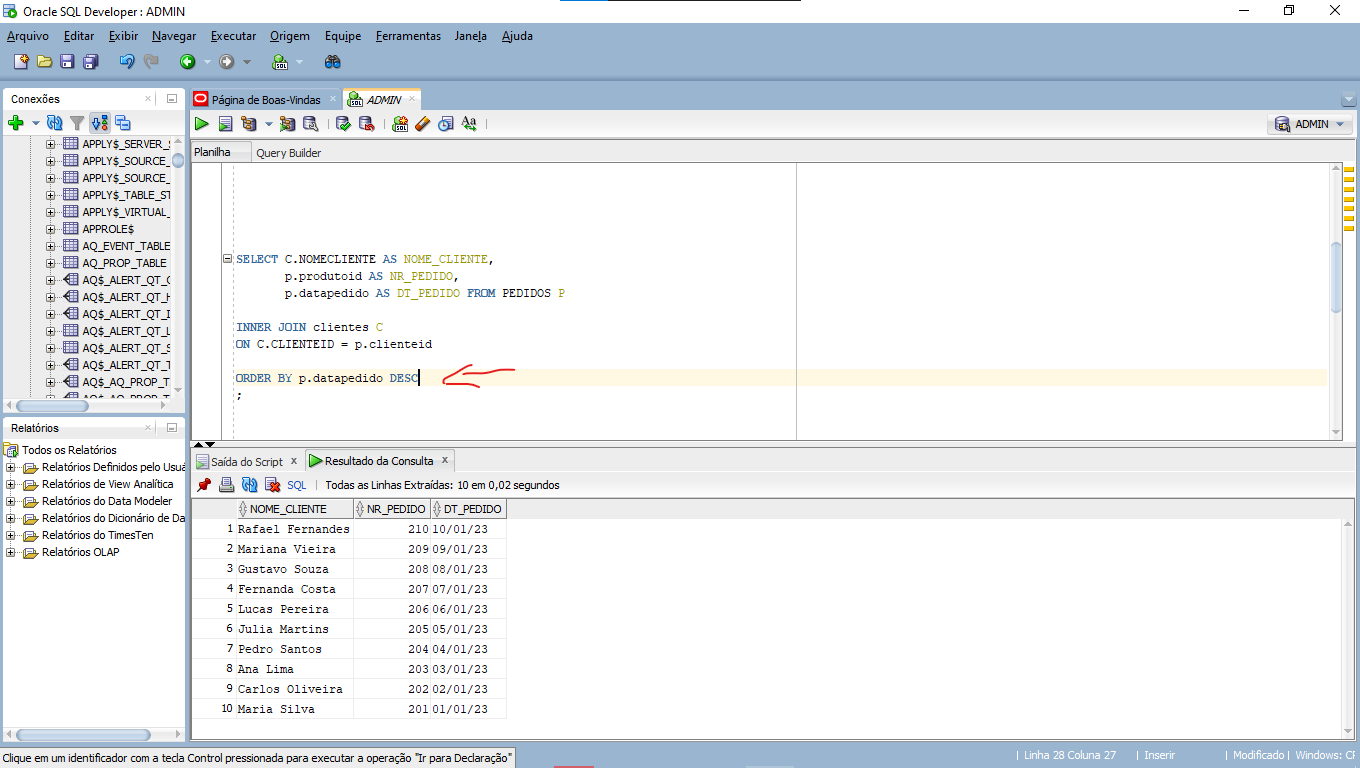 Oracle SQL Developer : ADMIN
Arquivo Editar Exibir Navegar Executar Origem Equipe Ferramentas Janela Ajuda
Conexões
Página de Boas-Vindas
ADMIN
ADMIN
Planilha
Query Builder
APPLY$_SERVER_
APPLY$_SOURCE_
APPLY$_SOURCE_
APPLY$_TABLE_ST
APPLY$_VIRTUAL_
APPROLE$
AQ_EVENT_TABLE
AQ_PROP_TABLE
AQ$_ALERT_QT_
AQ$_ALERT_QT_
AQ$_ALERT_QT_
AQ$_ALERT_QT_
AQ$_ALERT_QT_
AQ$_ALERT_QT_
AQ$_AQ_PROP_T
SELECT C.NOMECLIENTE AS NOME_CLIENTE,
p.produtoid AS NR_PEDIDO,
p.datapedido AS DT_PEDIDO FROM PEDIDOS P
INNER JOIN clientes C
ON C.CLIENTEID = p.clienteid
ORDER BY p.datapedido DESC
;
Relatórios
Todos os Relatórios
Relatórios Definidos pelo Usuá
Relatórios de View Analítica
Relatórios do Data Modeler
Relatórios do Dicionário de Da
Relatórios do TimesTen
Relatórios OLAP
Saída do Script x
Resultado da Consulta x
SQL | Todas as Linhas Extraídas: 10 em 0,02 segundos
NOME_CLIENTE NR_PEDIDO DT_PEDIDO
1 Rafael Fernandes 210 10/01/23
2 Mariana Vieira 209 09/01/23
3 Gustavo Souza 208 08/01/23
4 Fernanda Costa 207 07/01/23
5 Lucas Pereira 206 06/01/23
6 Julia Martins 205 05/01/23
7 Pedro Santos 204 04/01/23
8 Ana Lima 203 03/01/23
9 Carlos Oliveira 202 02/01/23
10 Maria Silva 201 01/01/23
Clique em um identificador com a tecla Control pressionada para executar a operação "Ir para Declaração"
| Linha 28 Coluna 27 | Inserir | Modificado | Windows: CF